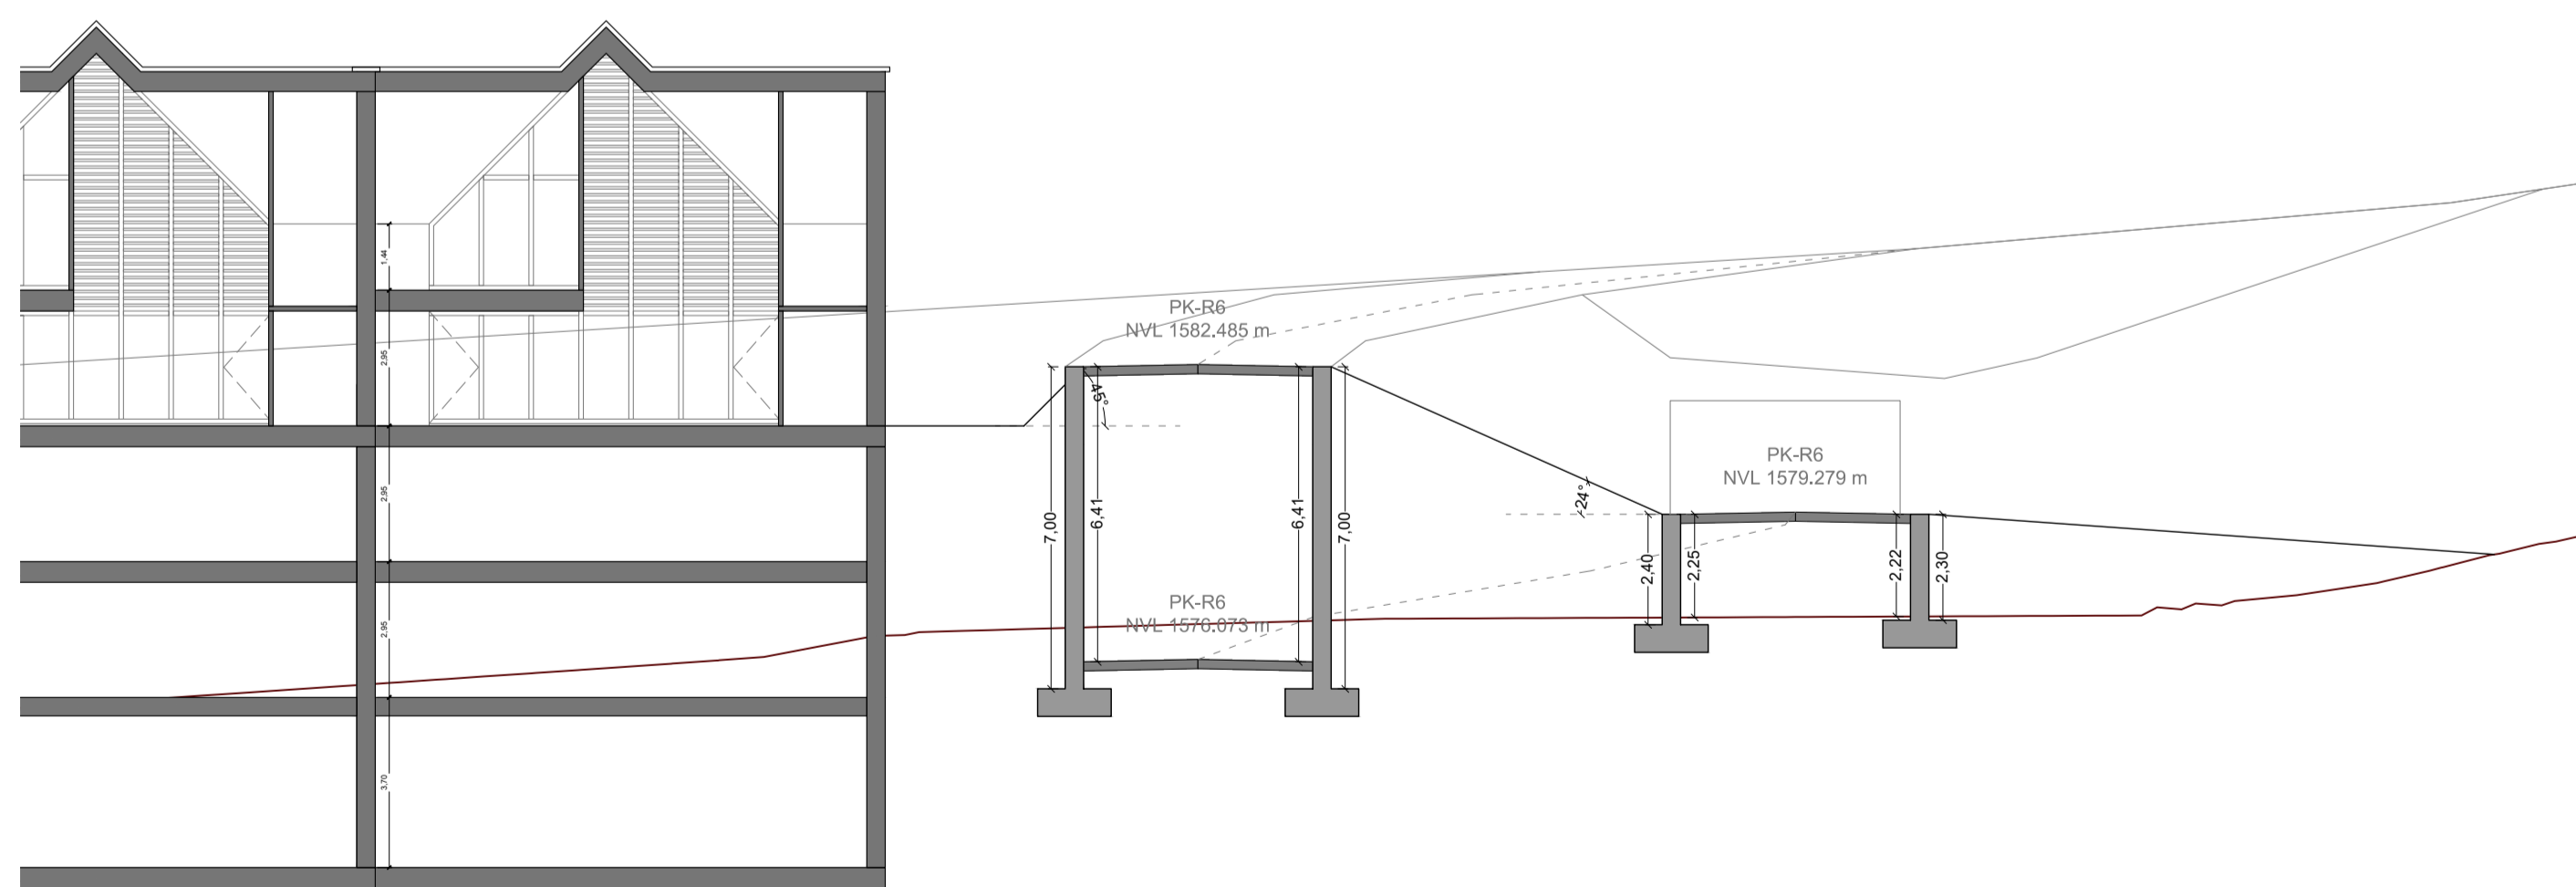 1,44
2,95
2,95
2,95
3,70
PK-R6
NVL 1582.485 m
45°
7,00
6,41
6,41
7,00
PK-R6
NVL 1576.073 m
24°
PK-R6
NVL 1579.279 m
2,40
2,25
2,22
2,30